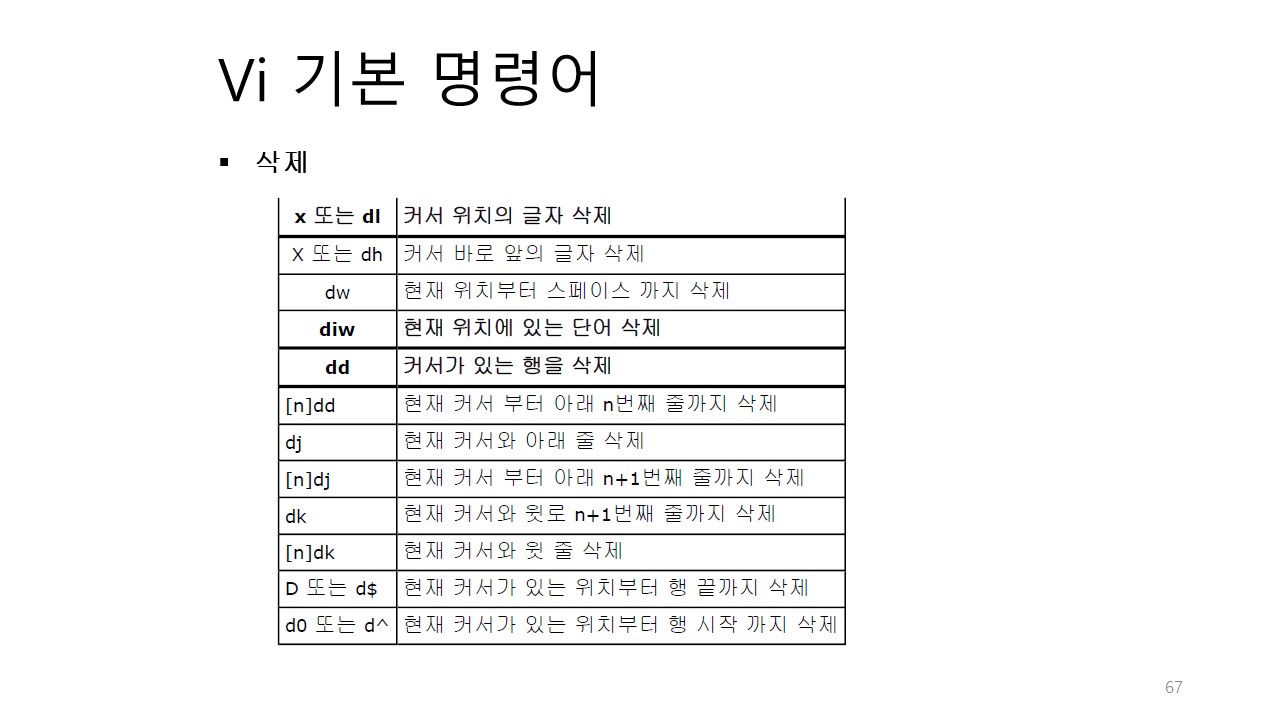 Vi 기본 명령어
▪ 삭제
x 또는 dl 커서 위치의 글자 삭제
X 또는 dh 커서 바로 앞의 글자 삭제
dw 현재 위치부터 스페이스 까지 삭제
diw 현재 위치에 있는 단어 삭제
dd 커서가 있는 행을 삭제
[n]dd 현재 커서 부터 아래 n번째 줄까지 삭제
dj 현재 커서와 아래 줄 삭제
[n]dj 현재 커서 부터 아래 n+1번째 줄까지 삭제
dk 현재 커서와 윗로 n+1번째 줄까지 삭제
[n]dk 현재 커서와 윗 줄 삭제
D 또는 d$ 현재 커서가 있는 위치부터 행 끝까지 삭제
d0 또는 d^ 현재 커서가 있는 위치부터 행 시작 까지 삭제
67